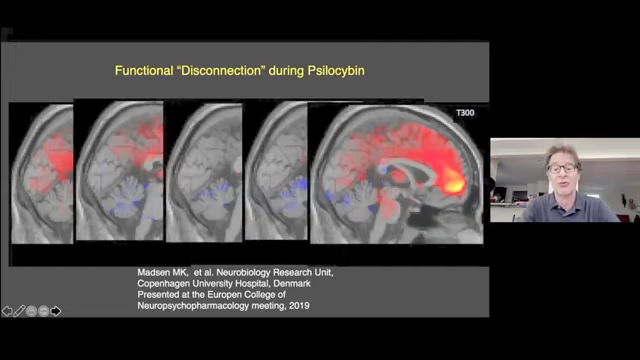 Functional “Disconnection” during Psilocybin
T300
Madsen MK, et al. Neurobiology Research Unit,
Copenhagen University Hospital, Denmark
Presented at the Europen College of
Neuropsychopharmacology meeting, 2019